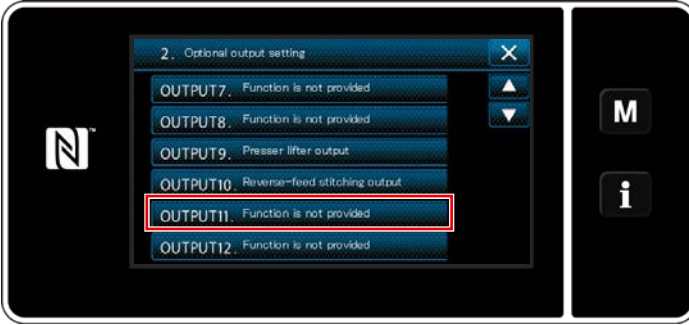 2. Optional output setting
OUTPUT7. Function is not provided
OUTPUT8. Function is not provided
OUTPUT9. Presser lifter output
OUTPUT10. Reverse-feed stitching output
OUTPUT11. Function is not provided
OUTPUT12. Function is not provided
M
i